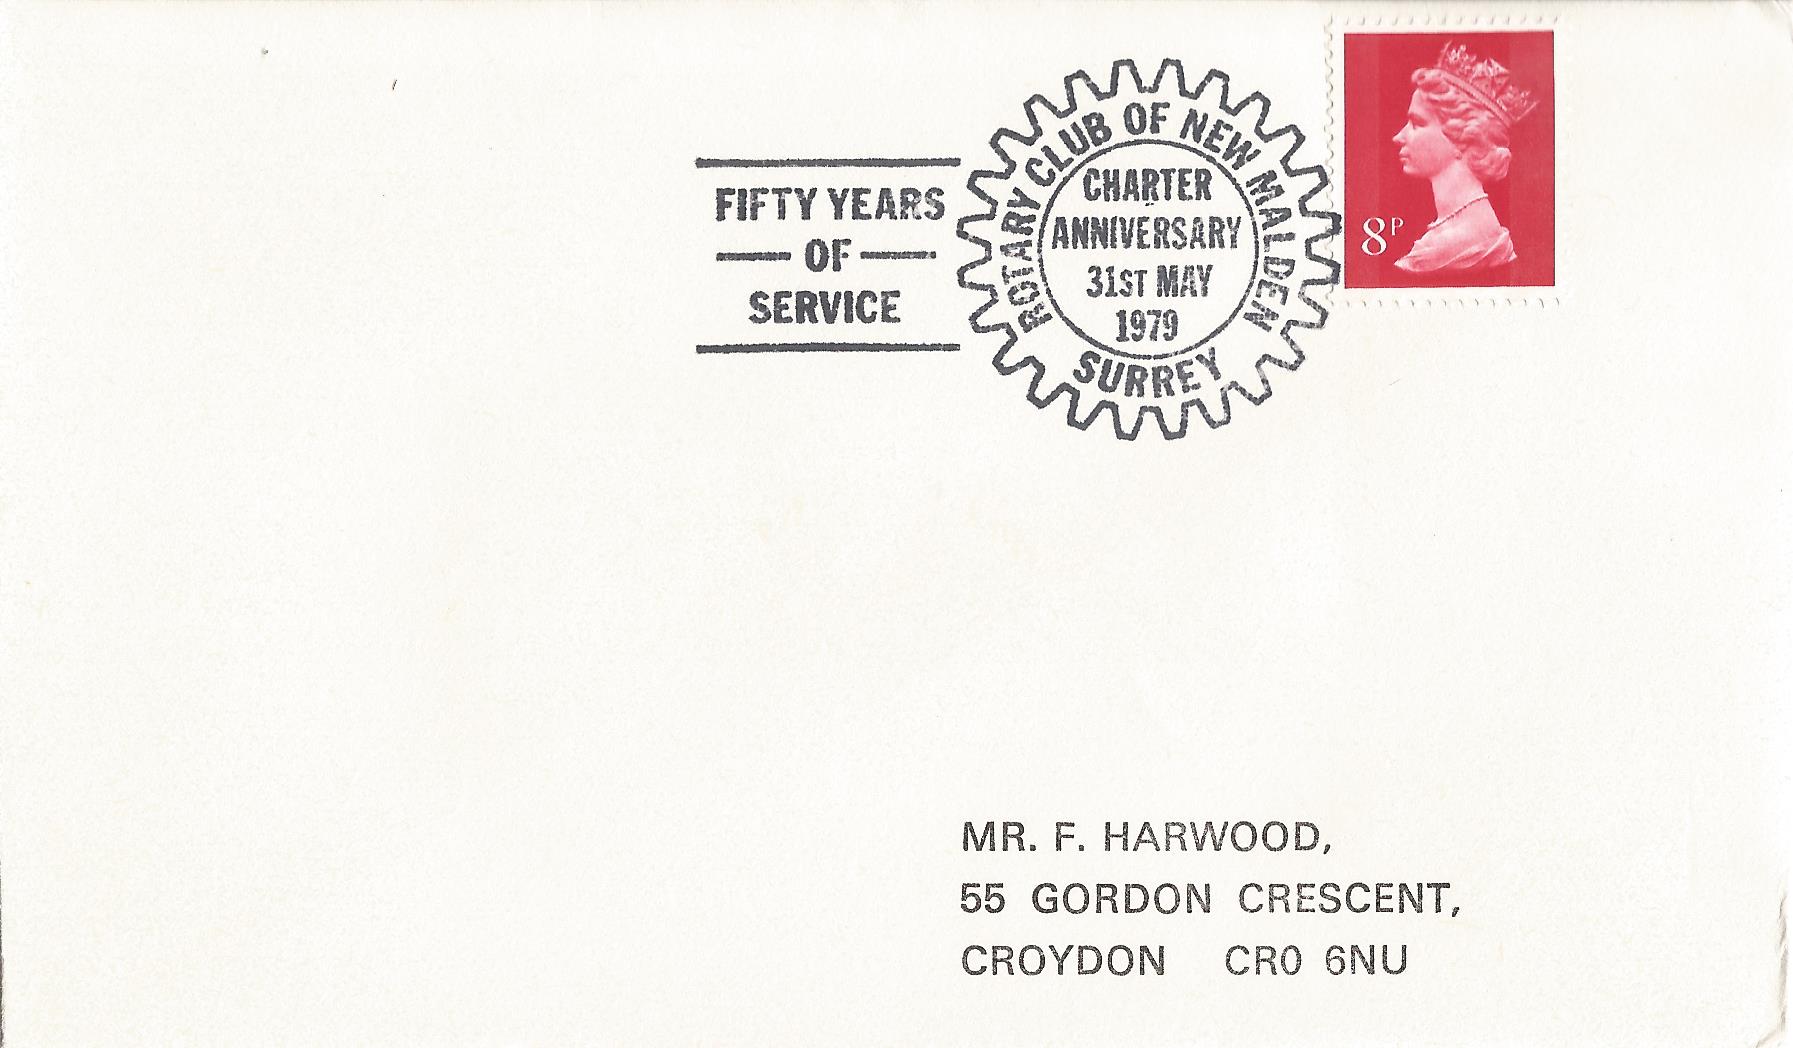 FIFTY YEARS
OF
SERVICE
ROTARY CLUB OF NEW MALDEN
SURREY
CHARTER
ANNIVERSARY
31ST MAY
1979
8P
MR. F. HARWOOD,
55 GORDON CRESCENT,
CROYDON CR0 6NU